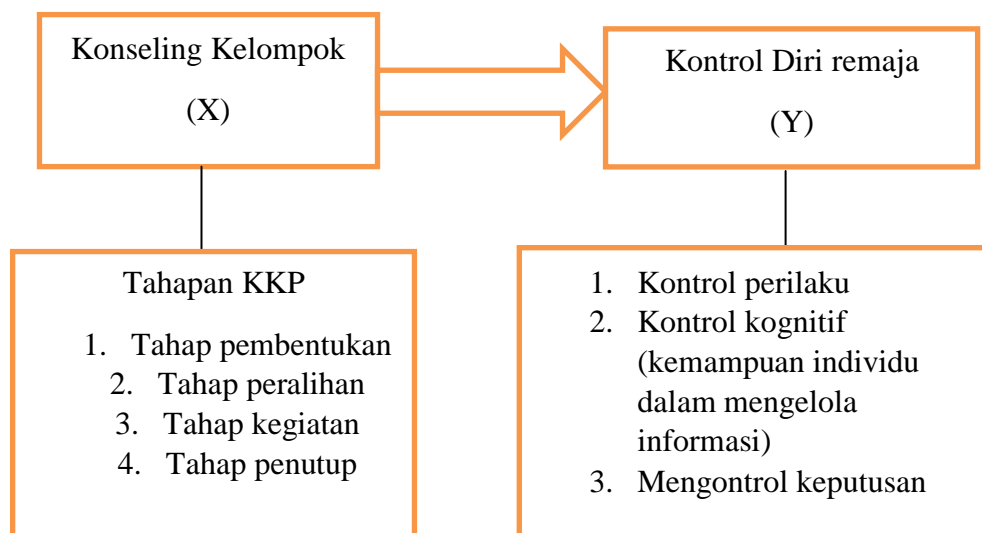 Konseling Kelompok
(X)
Kontrol Diri remaja
(Y)
Tahapan KKP
1. Tahap pembentukan
2. Tahap peralihan
3. Tahap kegiatan
4. Tahap penutup
1. Kontrol perilaku
2. Kontrol kognitif
(kemampuan individu
dalam mengelola
informasi)
3. Mengontrol keputusan